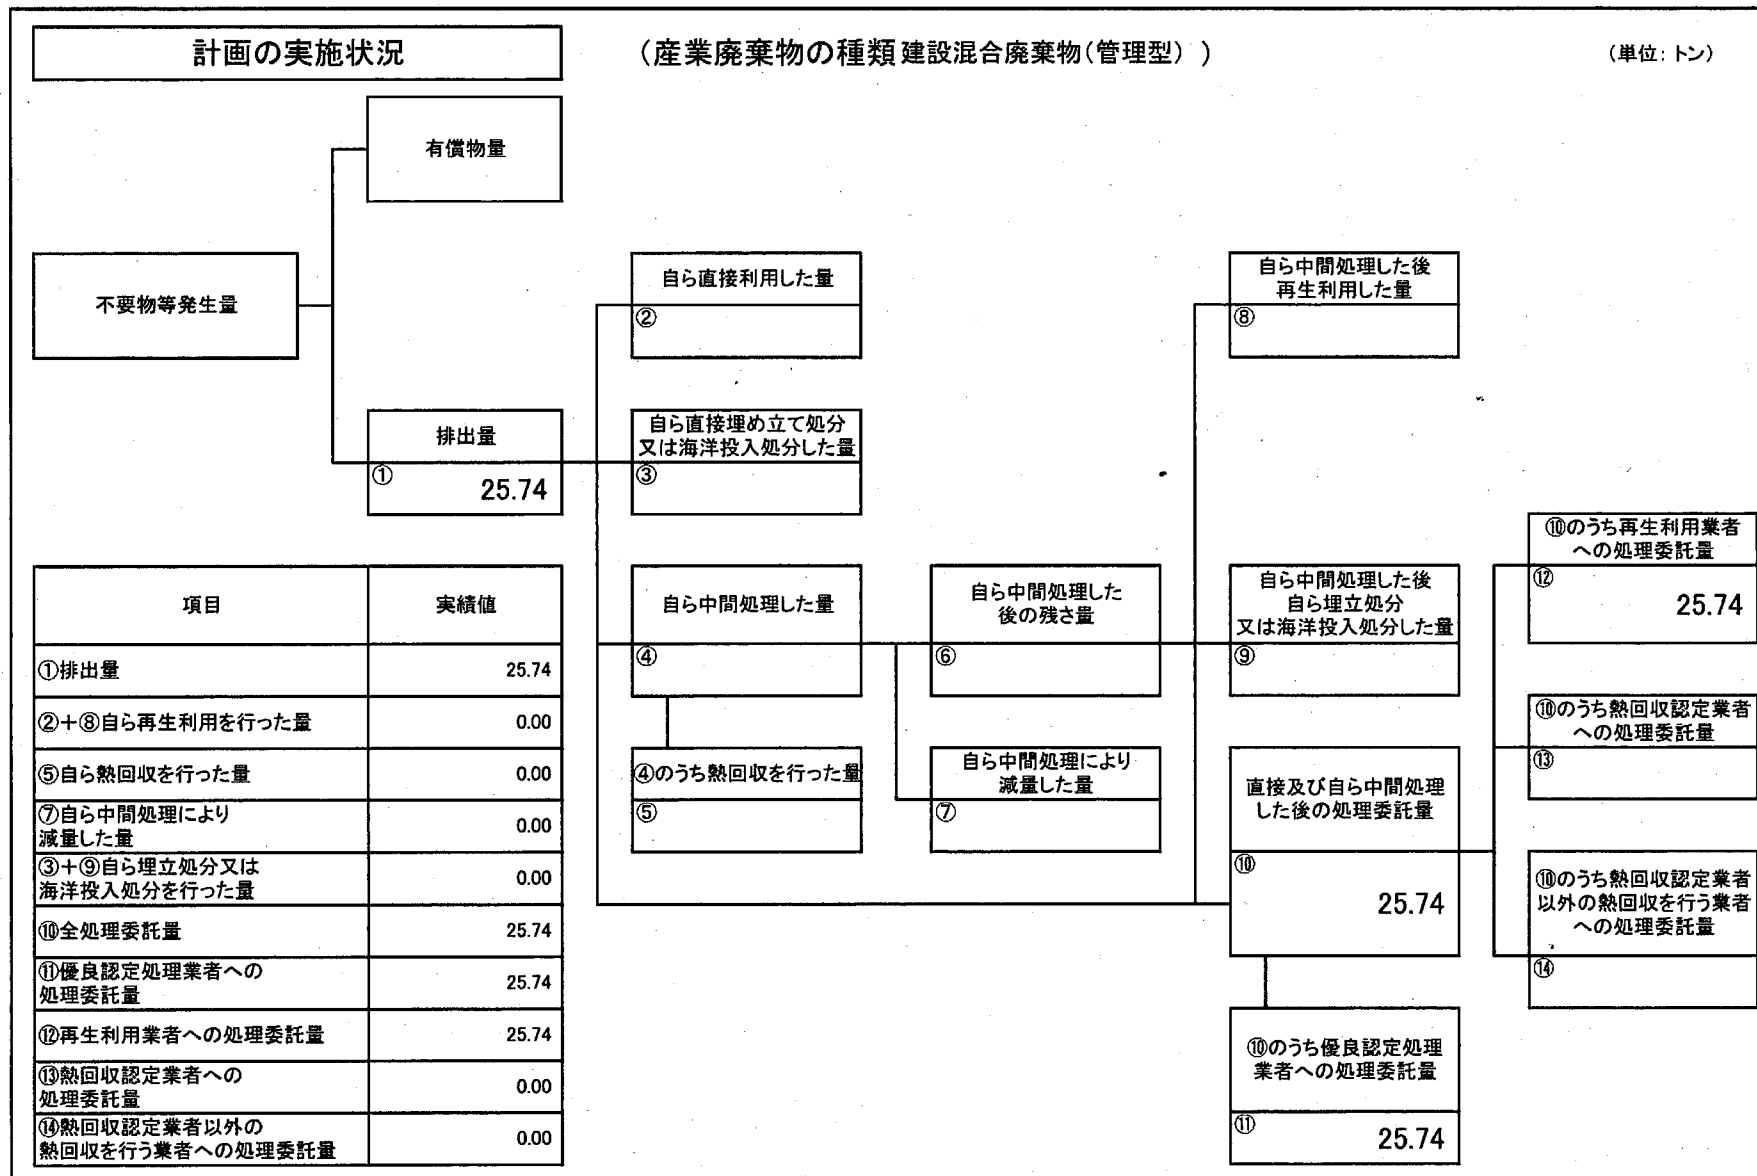 計画の実施状況
(産業廃棄物の種類 建設混合廃棄物(管理型) )
(単位:トン)
有償物量
不要物等発生量
自ら直接利用した量
②
自ら中間処理した後
再生利用した量
⑧
排出量
①
25.74
自ら直接埋め立て処分
又は海洋投入処分した量
③
⑩のうち再生利用業者
への処理委託量
⑫
25.74
自ら中間処理した量
④
自ら中間処理した
後の残さ量
⑥
自ら中間処理した後
自ら埋立処分
又は海洋投入処分した量
⑨
⑩のうち熱回収認定業者
への処理委託量
⑬
④のうち熱回収を行った量
⑤
自ら中間処理により
減量した量
⑦
直接及び自ら中間処理
した後の処理委託量
⑩
25.74
⑩のうち熱回収認定業者
以外の熱回収を行う業者
への処理委託量
⑭
⑩のうち優良認定処理
業者への処理委託量
⑪
25.74
項目 実績値
①排出量 25.74
②+⑧自ら再生利用を行った量 0.00
⑤自ら熱回収を行った量 0.00
⑦自ら中間処理により
減量した量 0.00
③+⑨自ら埋立処分又は
海洋投入処分を行った量 0.00
⑩全処理委託量 25.74
⑪優良認定処理業者への
処理委託量 25.74
⑫再生利用業者への処理委託量 25.74
⑬熱回収認定業者への
処理委託量 0.00
⑭熱回収認定業者以外の
熱回収を行う業者への処理委託量 0.00